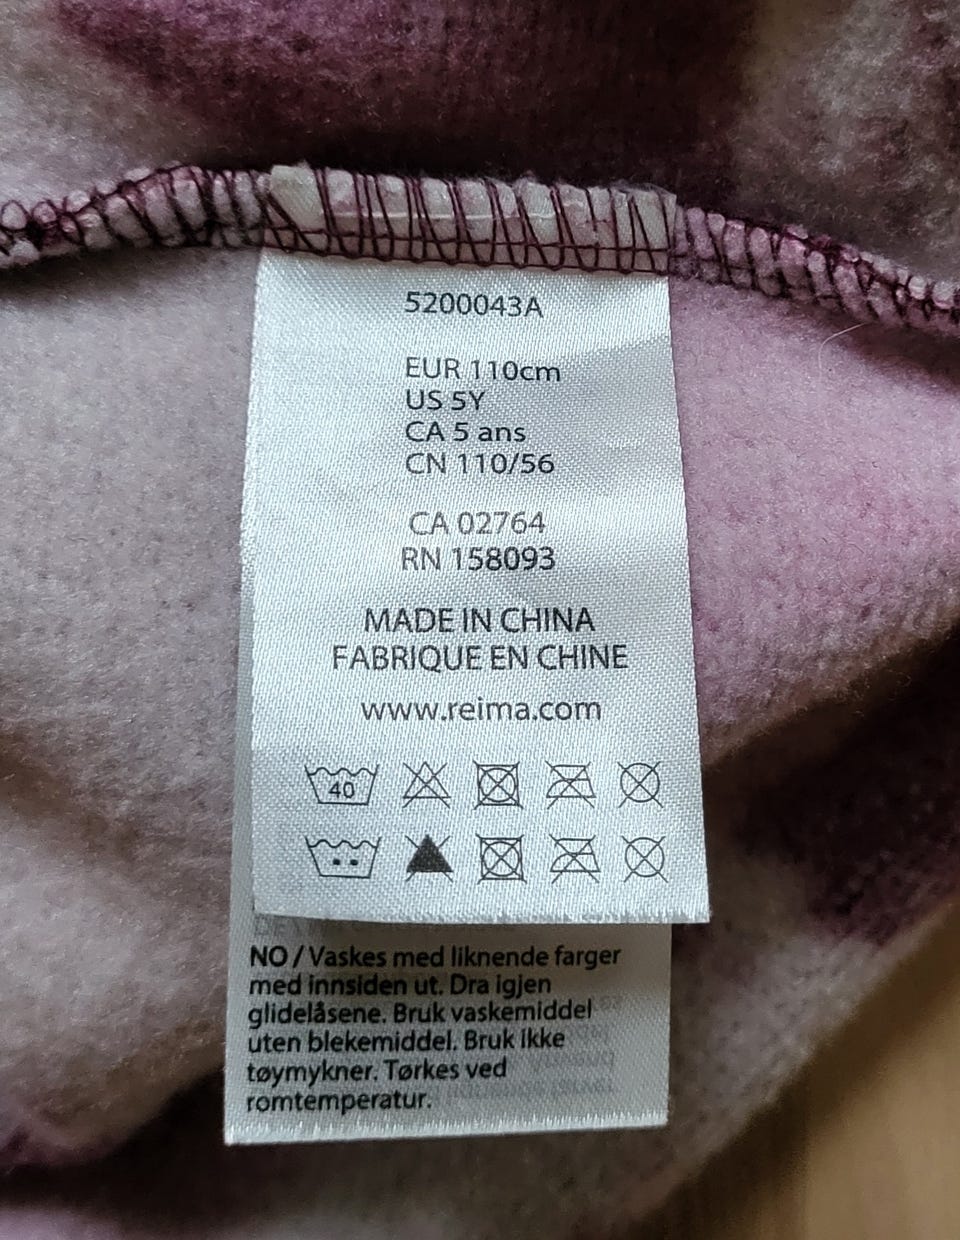 5200043A
EUR 110cm
US 5Y
CA 5 ans
CN 110/56
CA 02764
RN 158093
MADE IN CHINA
FABRIQUE EN CHINE
www.reima.com
40
NO / Vaskes med liknende farger
med innsiden ut. Dra igjen
glidelåsene. Bruk vaskemiddel
uten blekemiddel. Bruk ikke
tøymykner. Tørkes ved
romtemperatur.